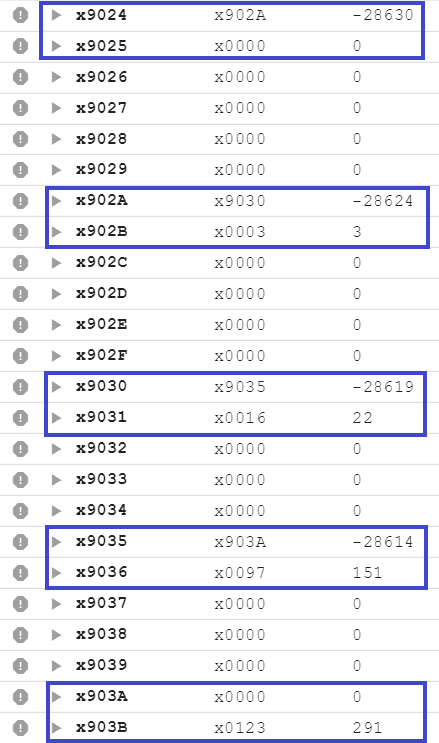 x9024 x902A -28630
x9025 x0000 0
x9026 x0000 0
x9027 x0000 0
x9028 x0000 0
x9029 x0000 0
x902A x9030 -28624
x902B x0003 3
x902C x0000 0
x902D x0000 0
x902E x0000 0
x902F x0000 0
x9030 x9035 -28619
x9031 x0016 22
x9032 x0000 0
x9033 x0000 0
x9034 x0000 0
x9035 x903A -28614
x9036 x0097 151
x9037 x0000 0
x9038 x0000 0
x9039 x0000 0
x903A x0000 0
x903B x0123 291